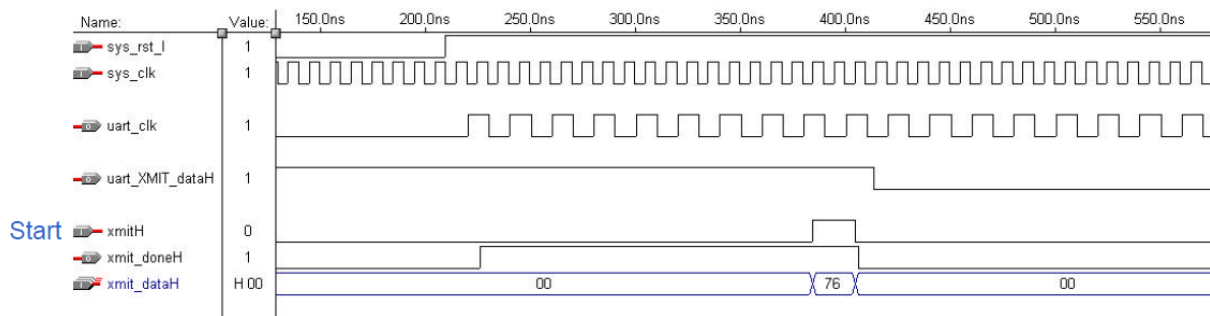 Name: Value: 150.0ns 200.0ns 250.0ns 300.0ns 350.0ns 400.0ns 450.0ns 500.0ns 550.0ns
sys_rst_l 1
sys_clk 1
uart_clk 1
uart_XMIT_dataH 1
Start xmitH 0
xmit_doneH 1
xmit_dataH H 00 00 76 00